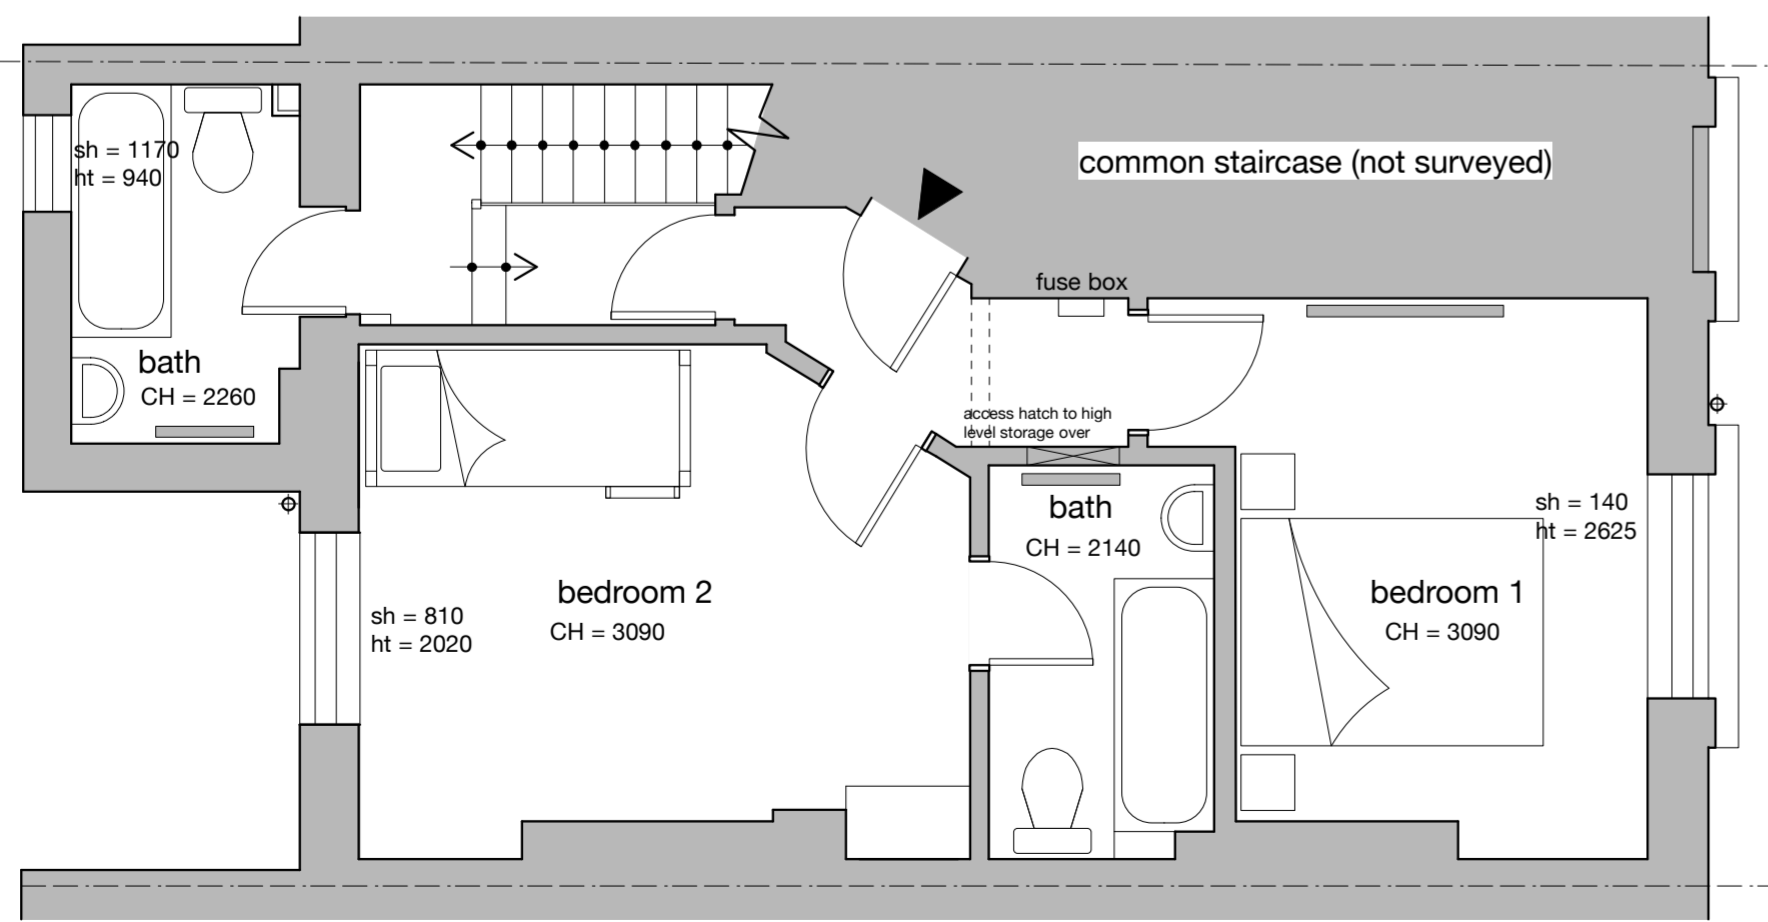 common staircase (not surveyed)
sh = 1170
ht = 940
fuse box
bath
CH = 2260
access hatch to high
level storage over
bath
CH = 2140
sh = 140
ht = 2625
bedroom 2
CH = 3090
sh = 810
ht = 2020
bedroom 1
CH = 3090